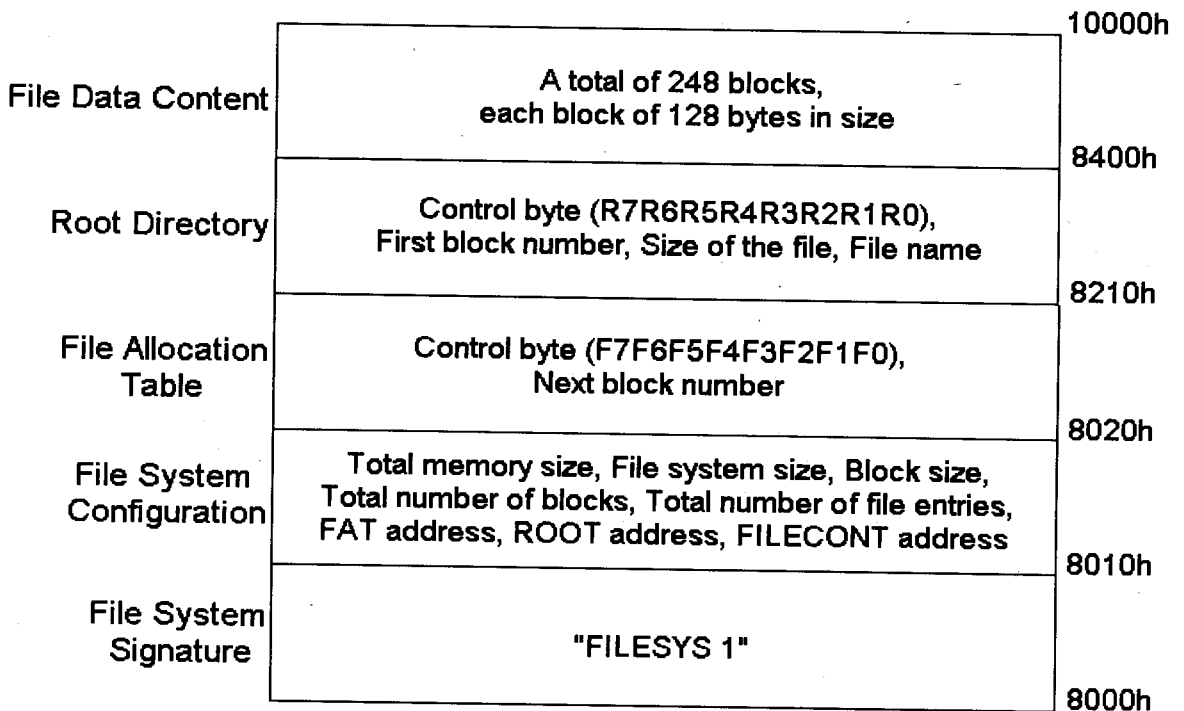 10000h
File Data Content
A total of 248 blocks,
each block of 128 bytes in size
8400h
Root Directory
Control byte (R7R6R5R4R3R2R1R0),
First block number, Size of the file, File name
8210h
File Allocation
Table
Control byte (F7F6F5F4F3F2F1F0),
Next block number
8020h
File System
Configuration
Total memory size, File system size, Block size,
Total number of blocks, Total number of file entries,
FAT address, ROOT address, FILECONT address
8010h
File System
Signature
"FILESYS 1"
8000h